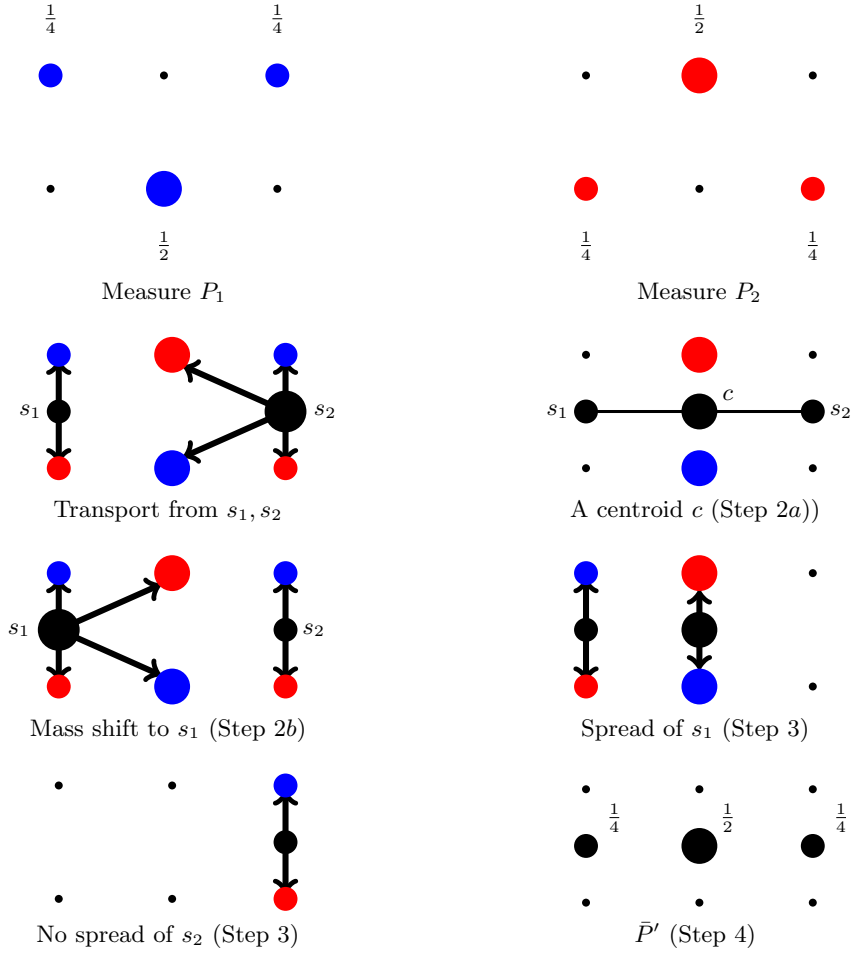 1/4 1/4 1/2
1/2 1/4 1/4
Measure P₁ Measure P₂
s₁ s₂ s₁ c s₂
Transport from s₁, s₂ A centroid c (Step 2a))
s₁ s₂
Mass shift to s₁ (Step 2b) Spread of s₁ (Step 3)
1/4 1/2 1/4
No spread of s₂ (Step 3) P̄′ (Step 4)